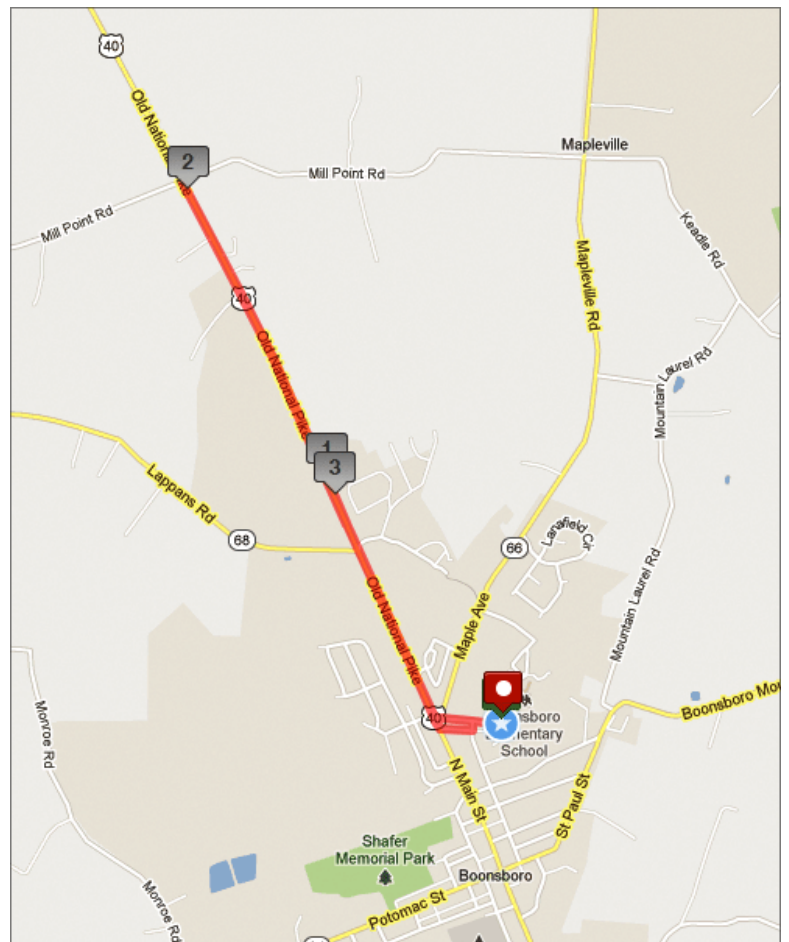 40
Old National
2
Mapleville
Mill Point Rd
Mill Point Rd
Keadle Rd
Mapleville Rd
40
Old National Pike
Mountain Laurel Rd
1
3
Lappans Rd
68
66
Lanafield Cir
Old National Pike
Maple Ave
Mountain Laurel Rd
Monroe Rd
40
Elementary
School
Boonsboro
N Main St
St Paul St
Shafer
Memorial Park
Boonsboro
Potomac St
Monroe Rd